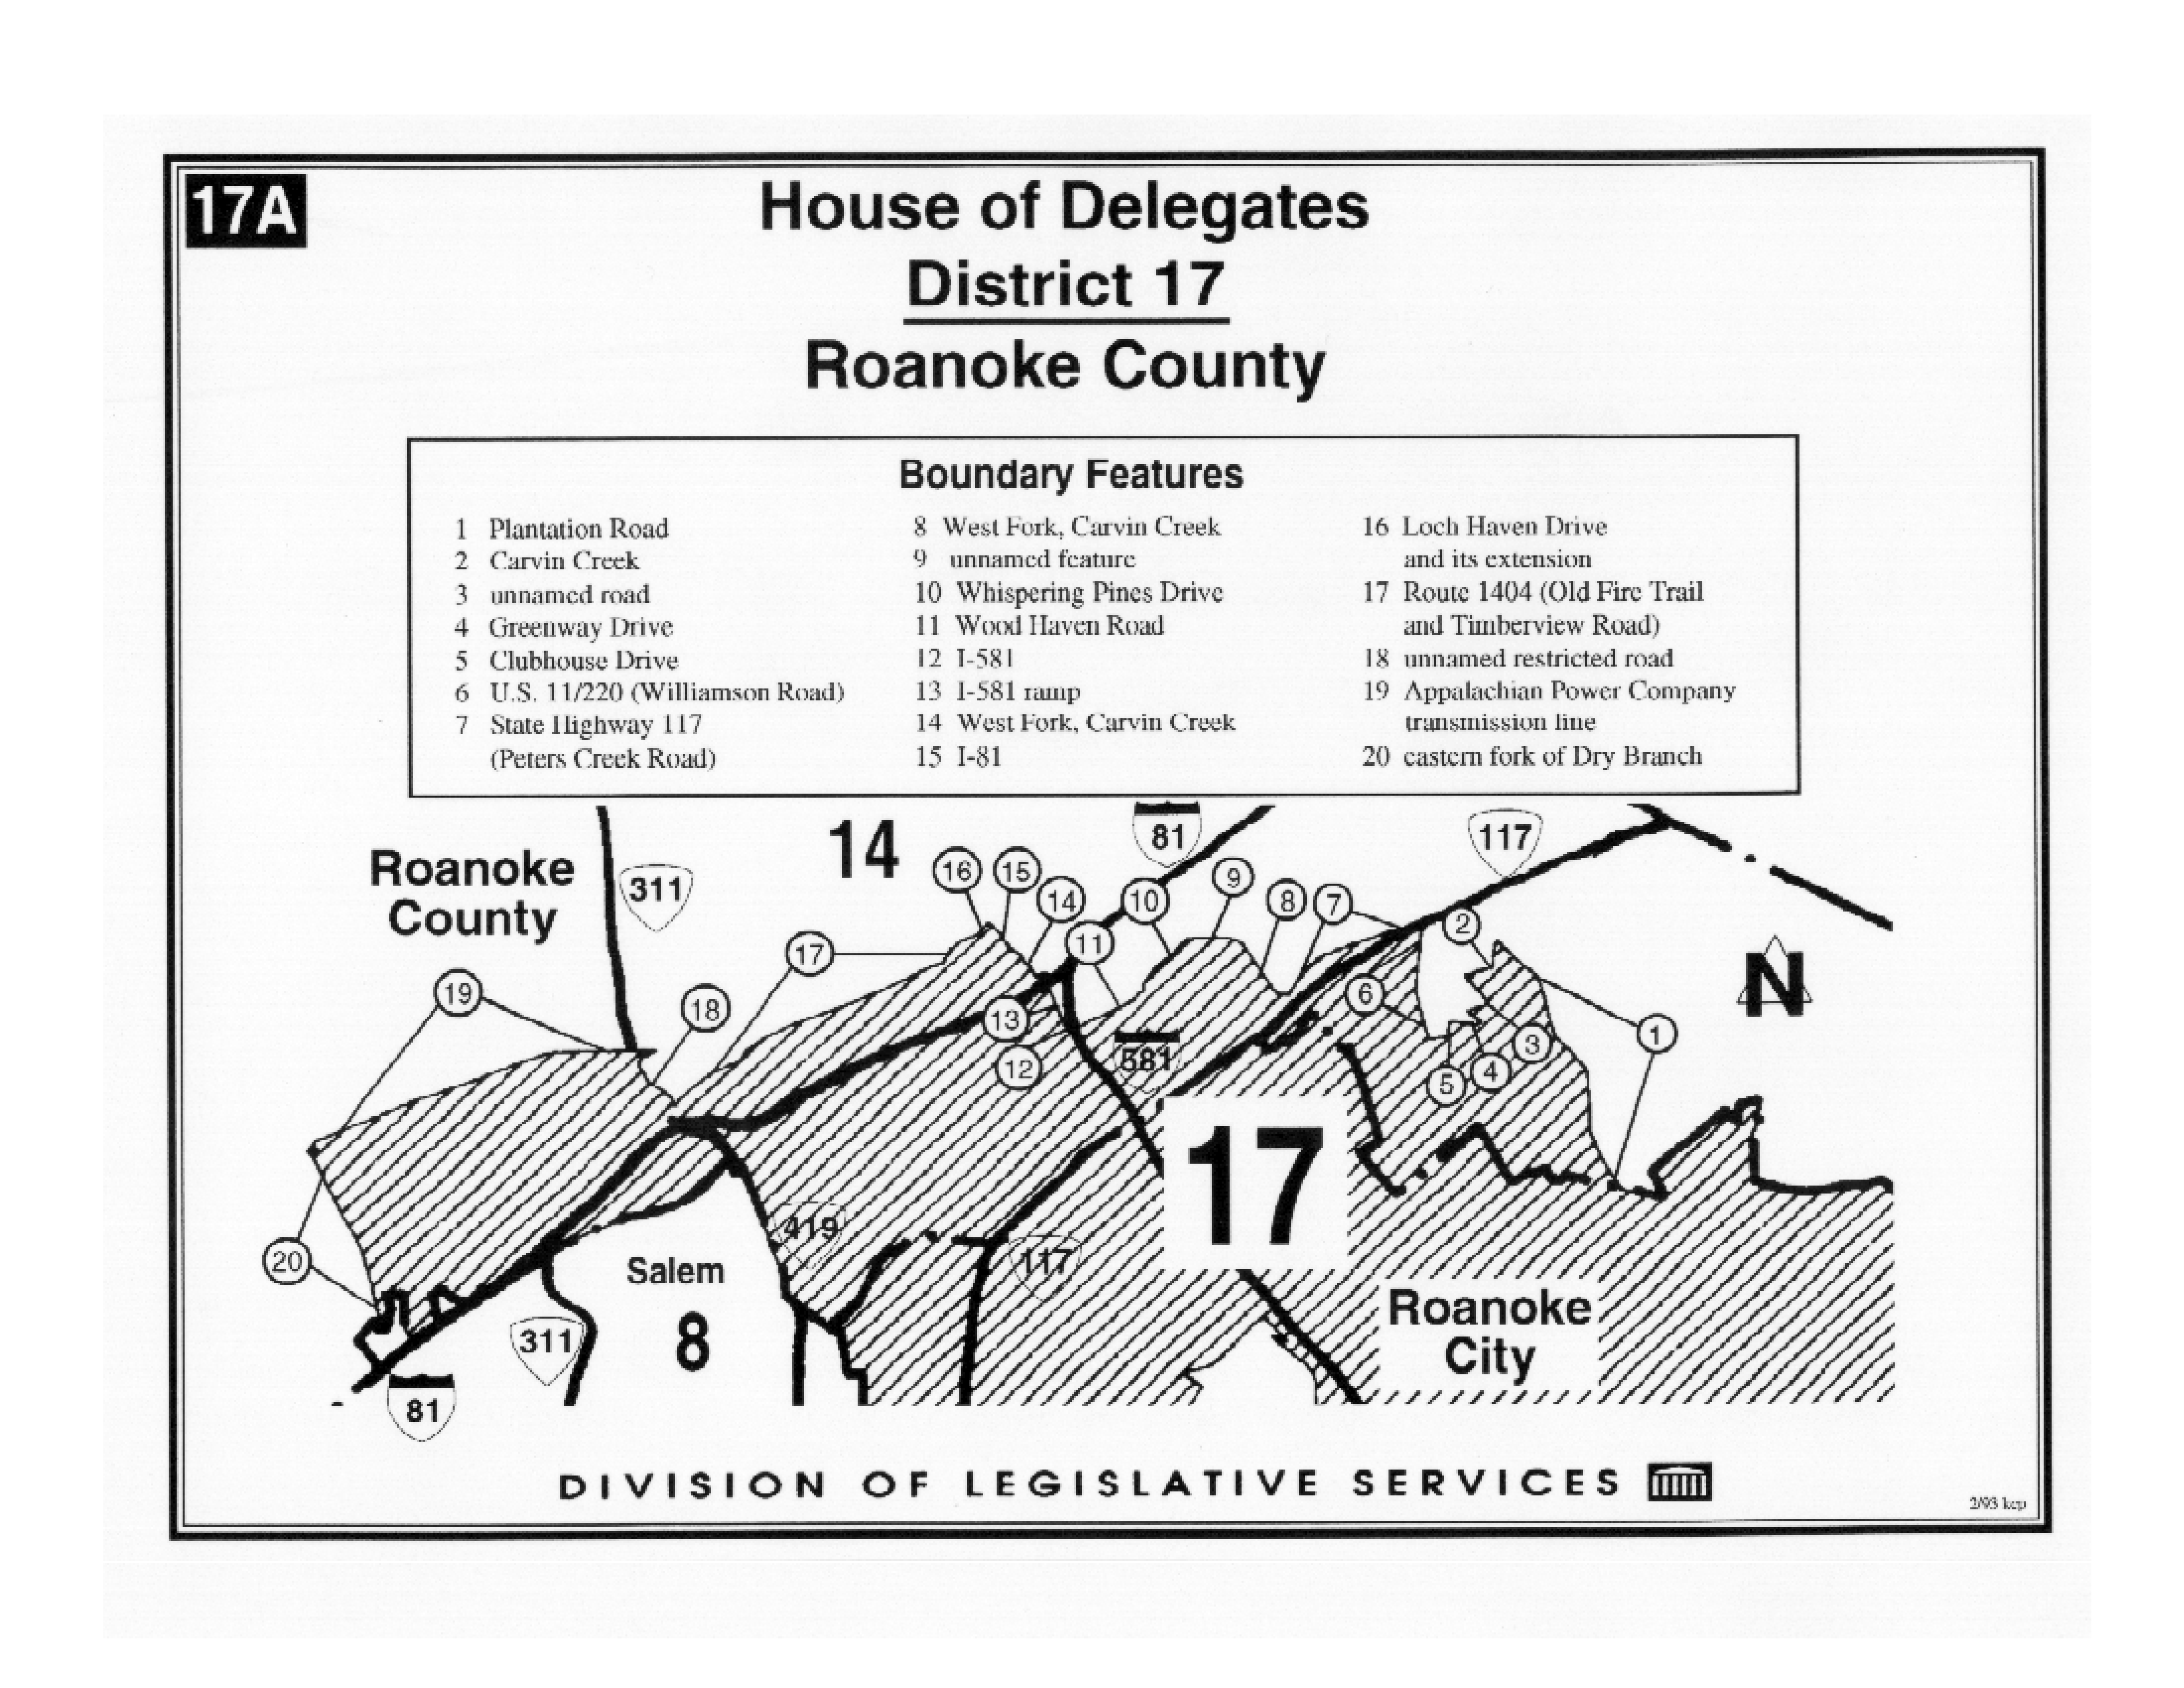 17A
House of Delegates
District 17
Roanoke County
Boundary Features
1 Plantation Road
2 Carvin Creek
3 unnamed road
4 Greenway Drive
5 Clubhouse Drive
6 U.S. 11/220 (Williamson Road)
7 State Highway 117
(Peters Creek Road)
8 West Fork, Carvin Creek
9 unnamed feature
10 Whispering Pines Drive
11 Wood Haven Road
12 I-581
13 I-581 ramp
14 West Fork, Carvin Creek
15 I-81
16 Loch Haven Drive
and its extension
17 Route 1404 (Old Fire Trail
and Timberview Road)
18 unnamed restricted road
19 Appalachian Power Company
transmission line
20 eastern fork of Dry Branch
14
81
117
Roanoke
County
311
16
15
14
10
9
8
7
11
2
17
19
18
13
6
N
12
581
1
3
4
5
17
20
419
117
Salem
8
311
Roanoke
City
81
DIVISION OF LEGISLATIVE SERVICES
2/93 kcp